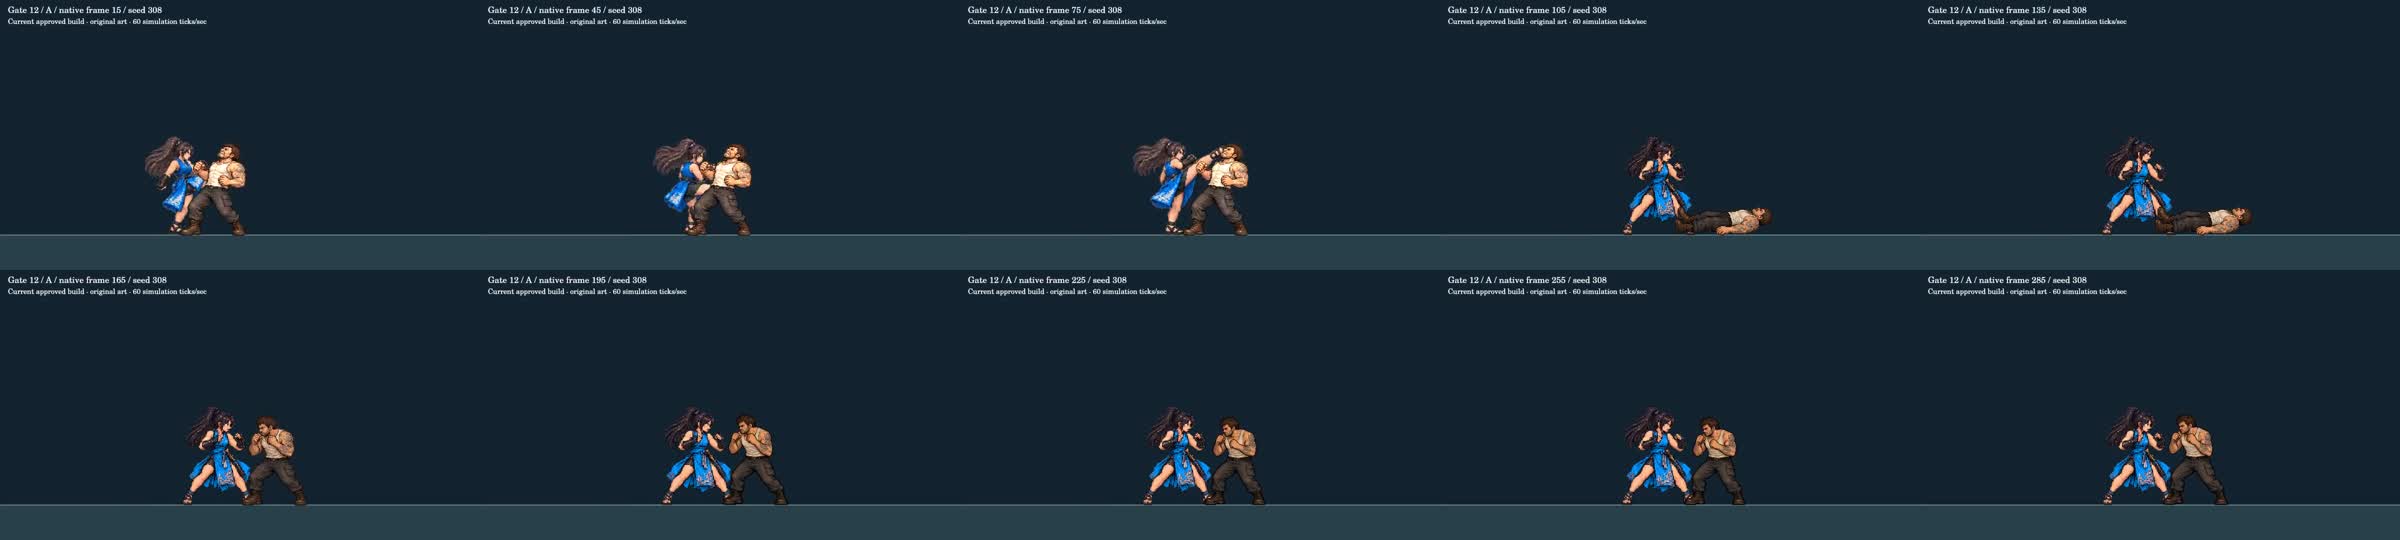 Gate 12 / A / native frame 15 / seed 308
Current approved build - original art - 60 simulation ticks/sec
Gate 12 / A / native frame 45 / seed 308
Current approved build - original art - 60 simulation ticks/sec
Gate 12 / A / native frame 75 / seed 308
Current approved build - original art - 60 simulation ticks/sec
Gate 12 / A / native frame 105 / seed 308
Current approved build - original art - 60 simulation ticks/sec
Gate 12 / A / native frame 135 / seed 308
Current approved build - original art - 60 simulation ticks/sec
Gate 12 / A / native frame 165 / seed 308
Current approved build - original art - 60 simulation ticks/sec
Gate 12 / A / native frame 195 / seed 308
Current approved build - original art - 60 simulation ticks/sec
Gate 12 / A / native frame 225 / seed 308
Current approved build - original art - 60 simulation ticks/sec
Gate 12 / A / native frame 255 / seed 308
Current approved build - original art - 60 simulation ticks/sec
Gate 12 / A / native frame 285 / seed 308
Current approved build - original art - 60 simulation ticks/sec